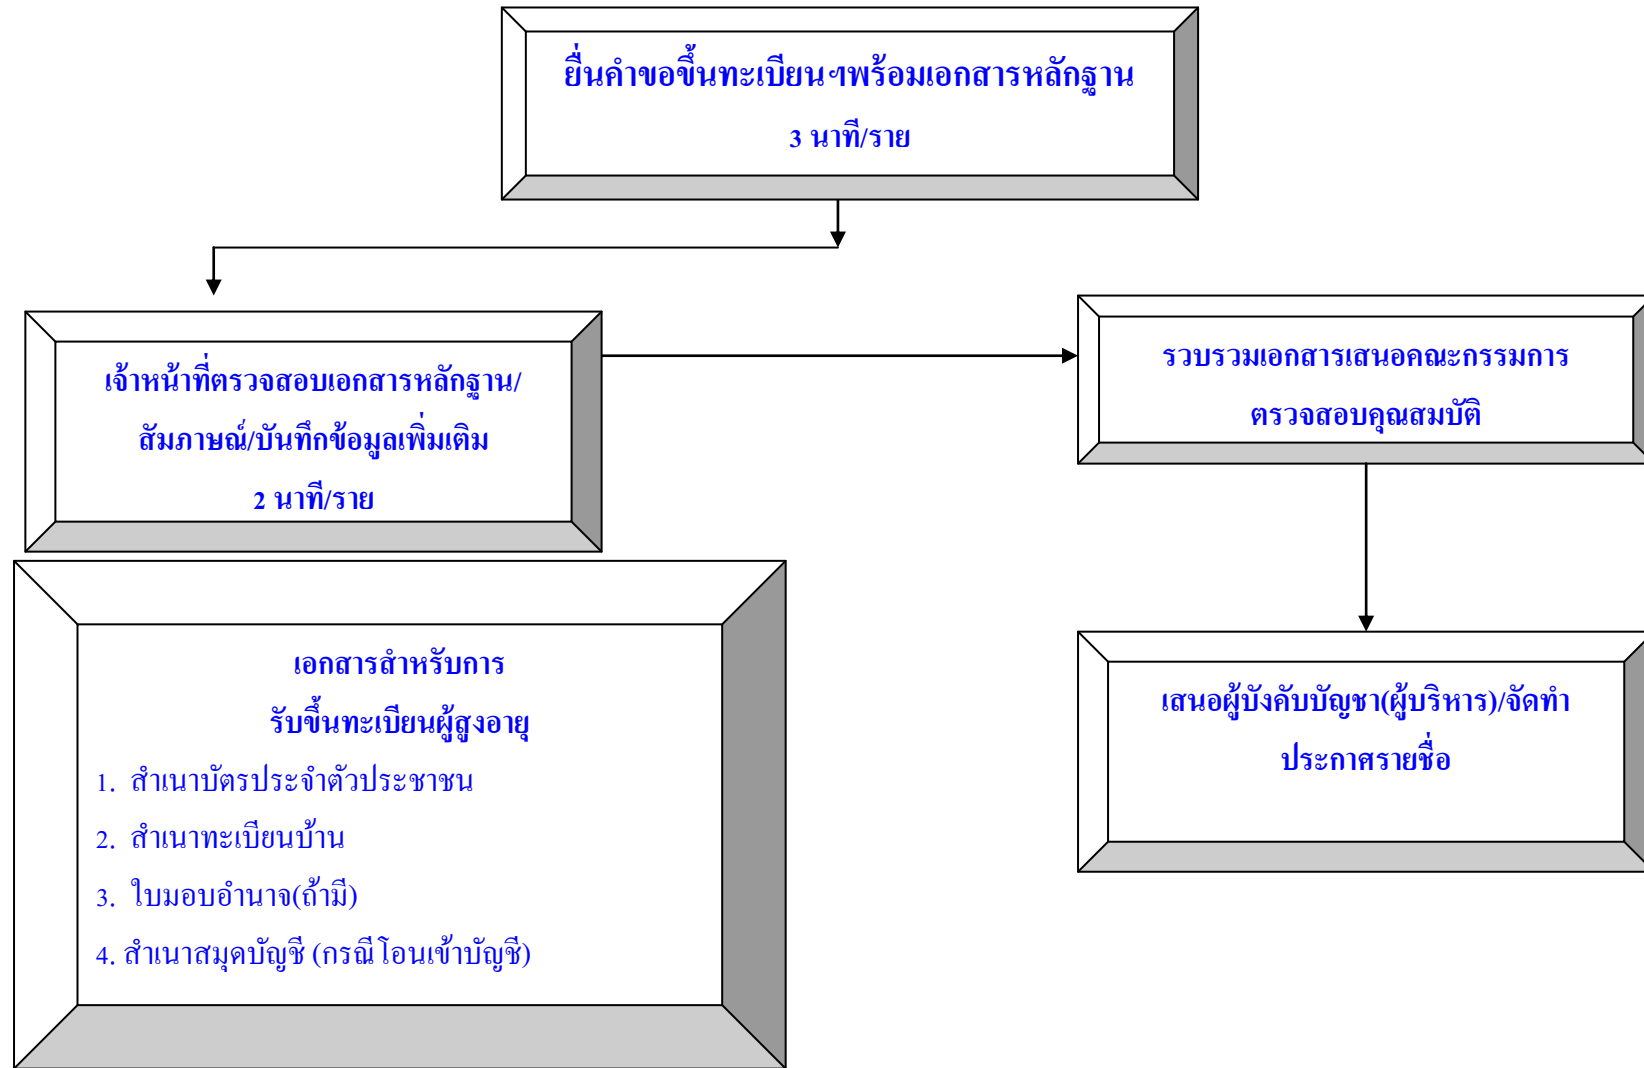 ยื่นคำขอขึ้นทะเบียนฯพร้อมเอกสารหลักฐาน
3 นาที/ราย
เจ้าหน้าที่ตรวจสอบเอกสารหลักฐาน/
สัมภาษณ์/บันทึกข้อมูลเพิ่มเติม
2 นาที/ราย
รวบรวมเอกสารเสนอคณะกรรมการ
ตรวจสอบคุณสมบัติ
เสนอผู้บังคับบัญชา(ผู้บริหาร)/จัดทำ
ประกาศรายชื่อ
เอกสารสำหรับการ
รับขึ้นทะเบียนผู้สูงอายุ
1. สำเนาบัตรประจำตัวประชาชน
2. สำเนาทะเบียนบ้าน
3. ใบมอบอำนาจ(ถ้ามี)
4. สำเนาสมุดบัญชี (กรณีโอนเข้าบัญชี)